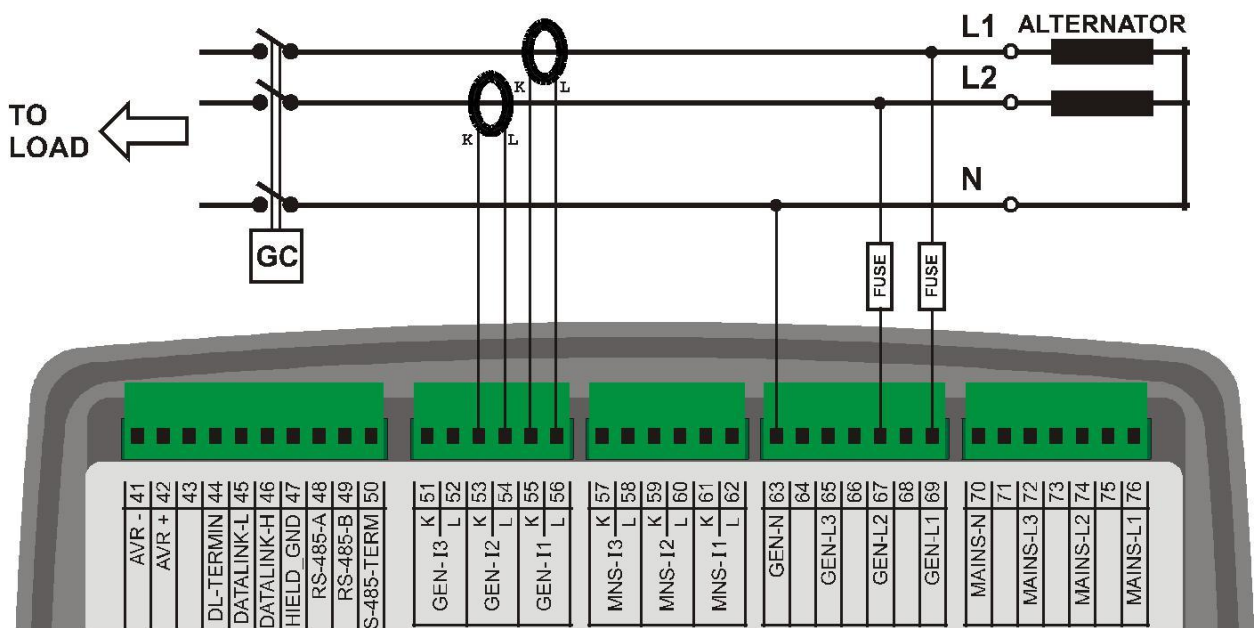 L1 ALTERNATOR
L2
TO
LOAD
N
GC
K L
K L
FUSE
FUSE
AVR - 41
AVR + 42
43
DL-TERMIN 44
DATALINK-L 45
DATALINK-H 46
HIELD_GND 47
RS-485-A 48
RS-485-B 49
S-485-TERM 50
GEN-I3 K 51
L 52
GEN-I2 K 53
L 54
GEN-I1 K 55
L 56
MNS-I3 K 57
L 58
MNS-I2 K 59
L 60
MNS-I1 K 61
L 62
GEN-N 63
64
GEN-L3 65
66
GEN-L2 67
68
GEN-L1 69
MAINS-N 70
71
MAINS-L3 72
73
MAINS-L2 74
75
MAINS-L1 76